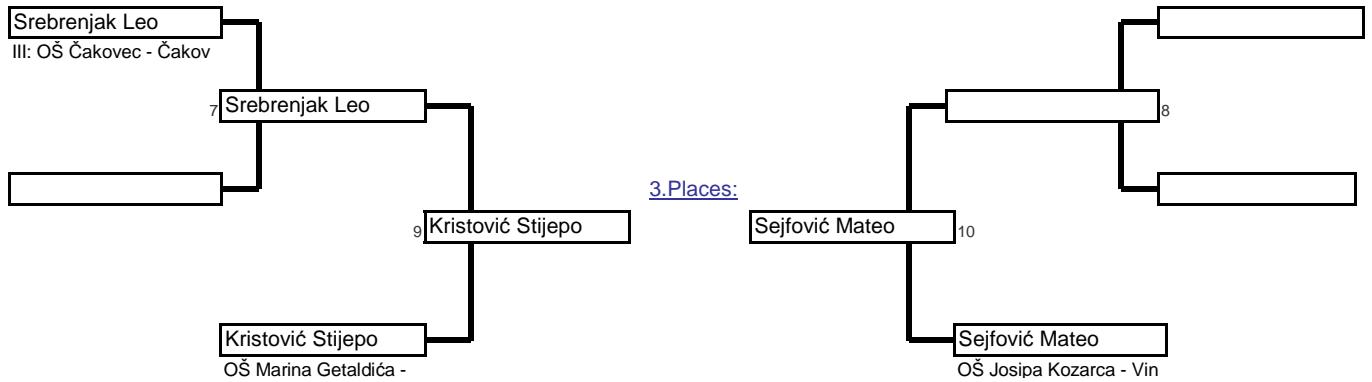 Srebrenjak Leo
III: OŠ Čakovec - Čakov
7 Srebrenjak Leo
8
3.Places:
9 Kristović Stijepo
Sejfović Mateo 10
Kristović Stijepo
OŠ Marina Getaldića -
Sejfović Mateo
OŠ Josipa Kozarca - Vin